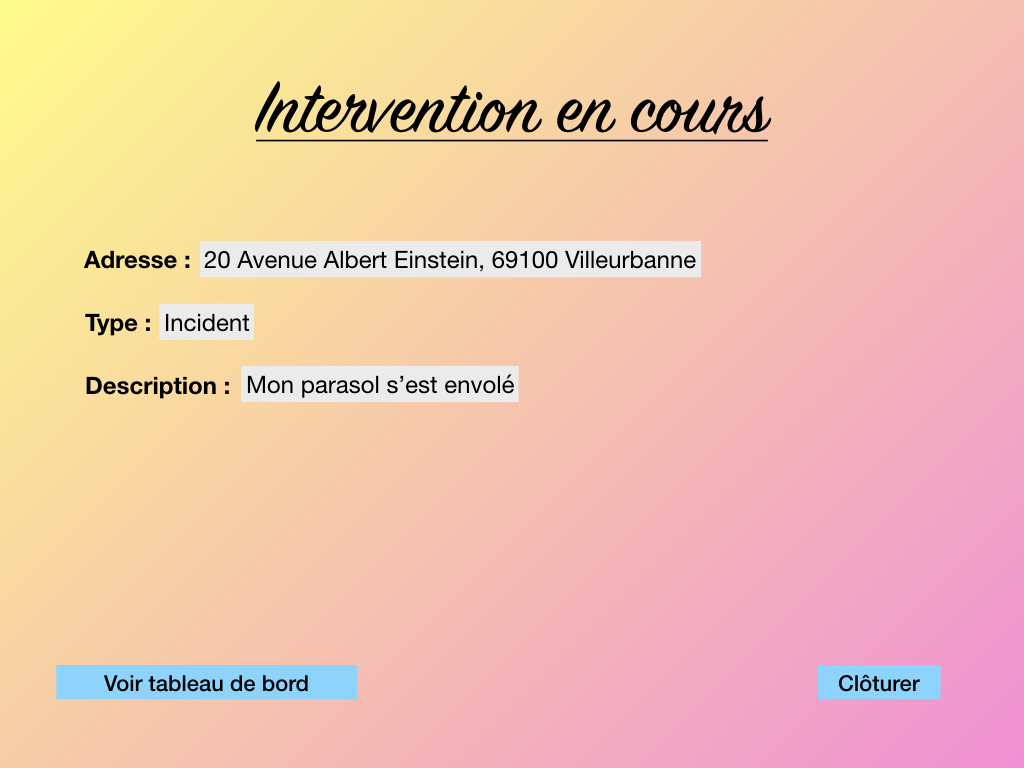 Intervention en cours
Adresse : 20 Avenue Albert Einstein, 69100 Villeurbanne
Type : Incident
Description : Mon parasol s’est envolé
Voir tableau de bord
Clôturer